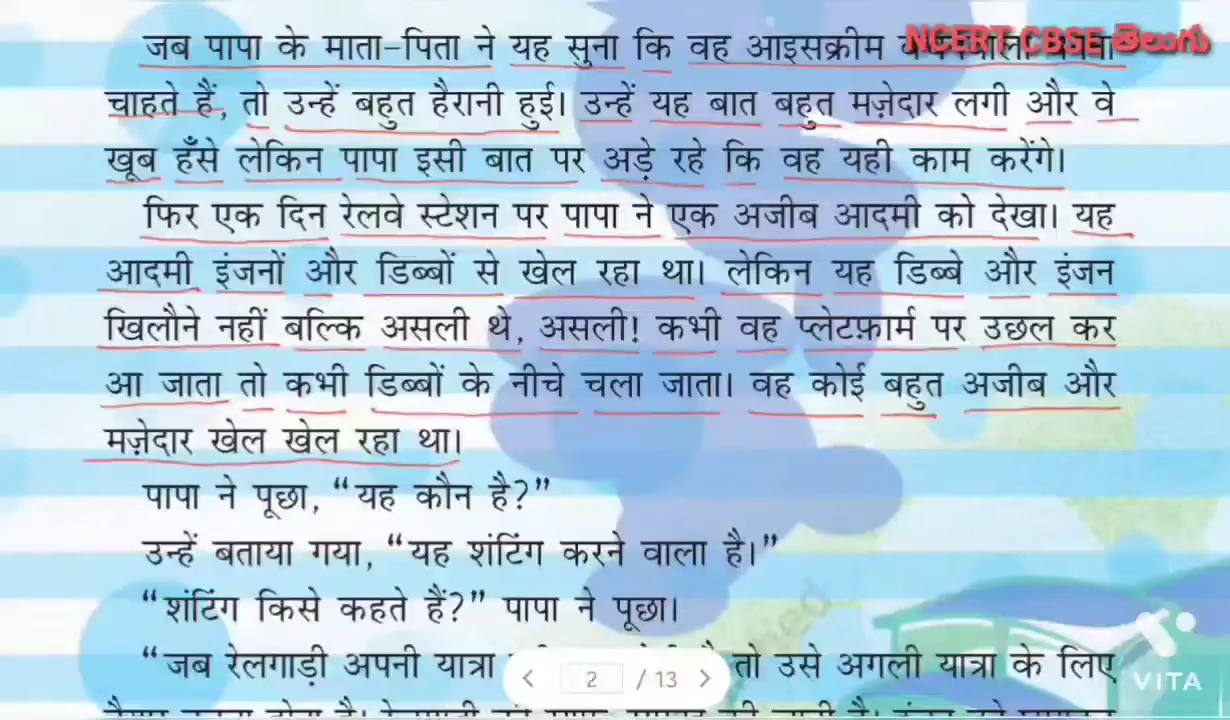 NCERT CBSE తెలుగు
जब पापा के माता-पिता ने यह सुना कि वह आइसक्रीम
चाहते हैं, तो उन्हें बहुत हैरानी हुई। उन्हें यह बात बहुत मज़ेदार लगी और वे
खूब हँसे लेकिन पापा इसी बात पर अड़े रहे कि वह यही काम करेंगे।
फिर एक दिन रेलवे स्टेशन पर पापा ने एक अजीब आदमी को देखा। यह
आदमी इंजनों और डिब्बों से खेल रहा था। लेकिन यह डिब्बे और इंजन
खिलौने नहीं बल्कि असली थे, असली! कभी वह प्लेटफ़ार्म पर उछल कर
आ जाता तो कभी डिब्बों के नीचे चला जाता। वह कोई बहुत अजीब और
मज़ेदार खेल खेल रहा था।
पापा ने पूछा, “यह कौन है?”
उन्हें बताया गया, “यह शंटिंग करने वाला है।”
“शंटिंग किसे कहते हैं?” पापा ने पूछा।
“जब रेलगाड़ी अपनी यात्रा तो उसे अगली यात्रा के लिए
2 / 13
VITA